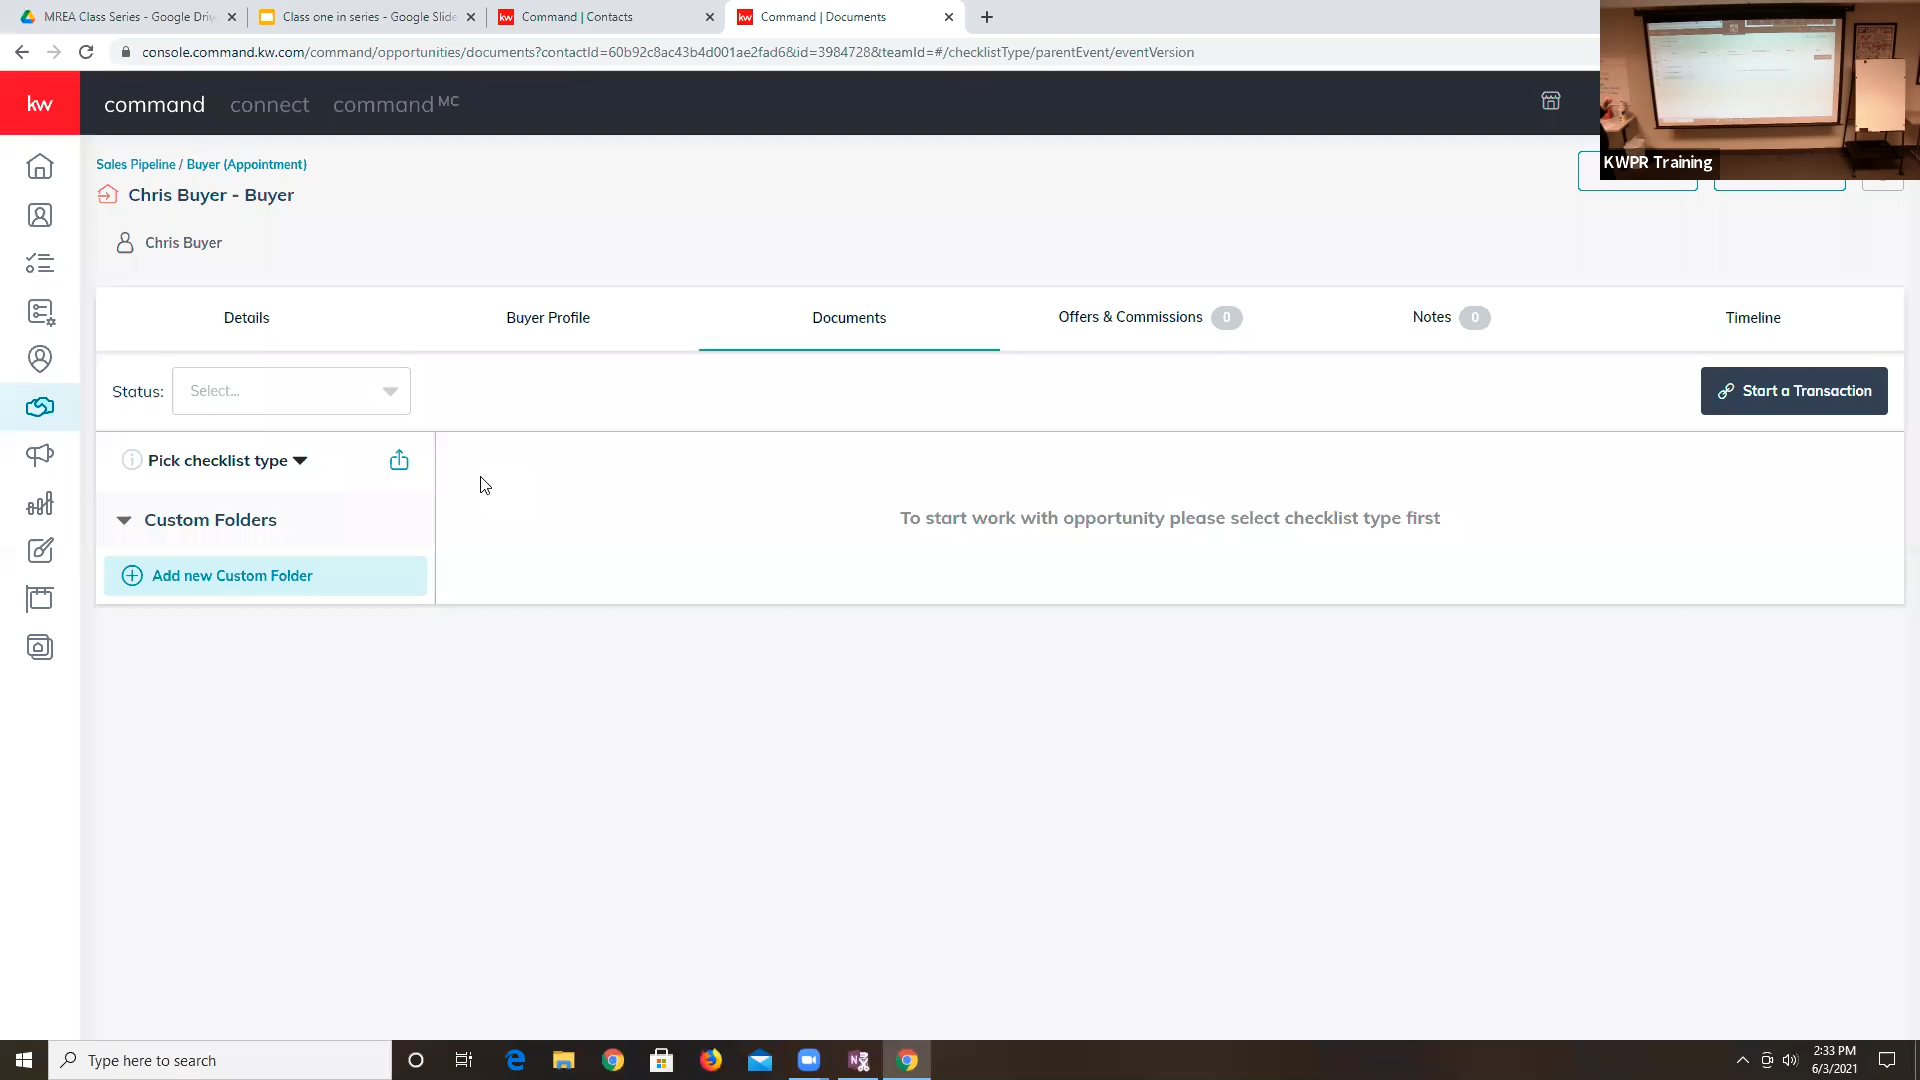 MREA Class Series - Google Driv
Class one in series - Google Slide
kw
Command | Contacts
kw
Command | Documents
console.command.kw.com/command/opportunities/documents?contactId=60b92c8ac43b4d001ae2fad6&id=3984728&teamId=#/checklistType/parentEvent/eventVersion
kw
command
connect
command MC
KWPR Training
Sales Pipeline / Buyer (Appointment)
Chris Buyer - Buyer
Chris Buyer
Details
Buyer Profile
Documents
Offers & Commissions 0
Notes 0
Timeline
Status:
Select...
Start a Transaction
Pick checklist type
Custom Folders
Add new Custom Folder
To start work with opportunity please select checklist type first
Type here to search
2:33 PM
6/3/2021